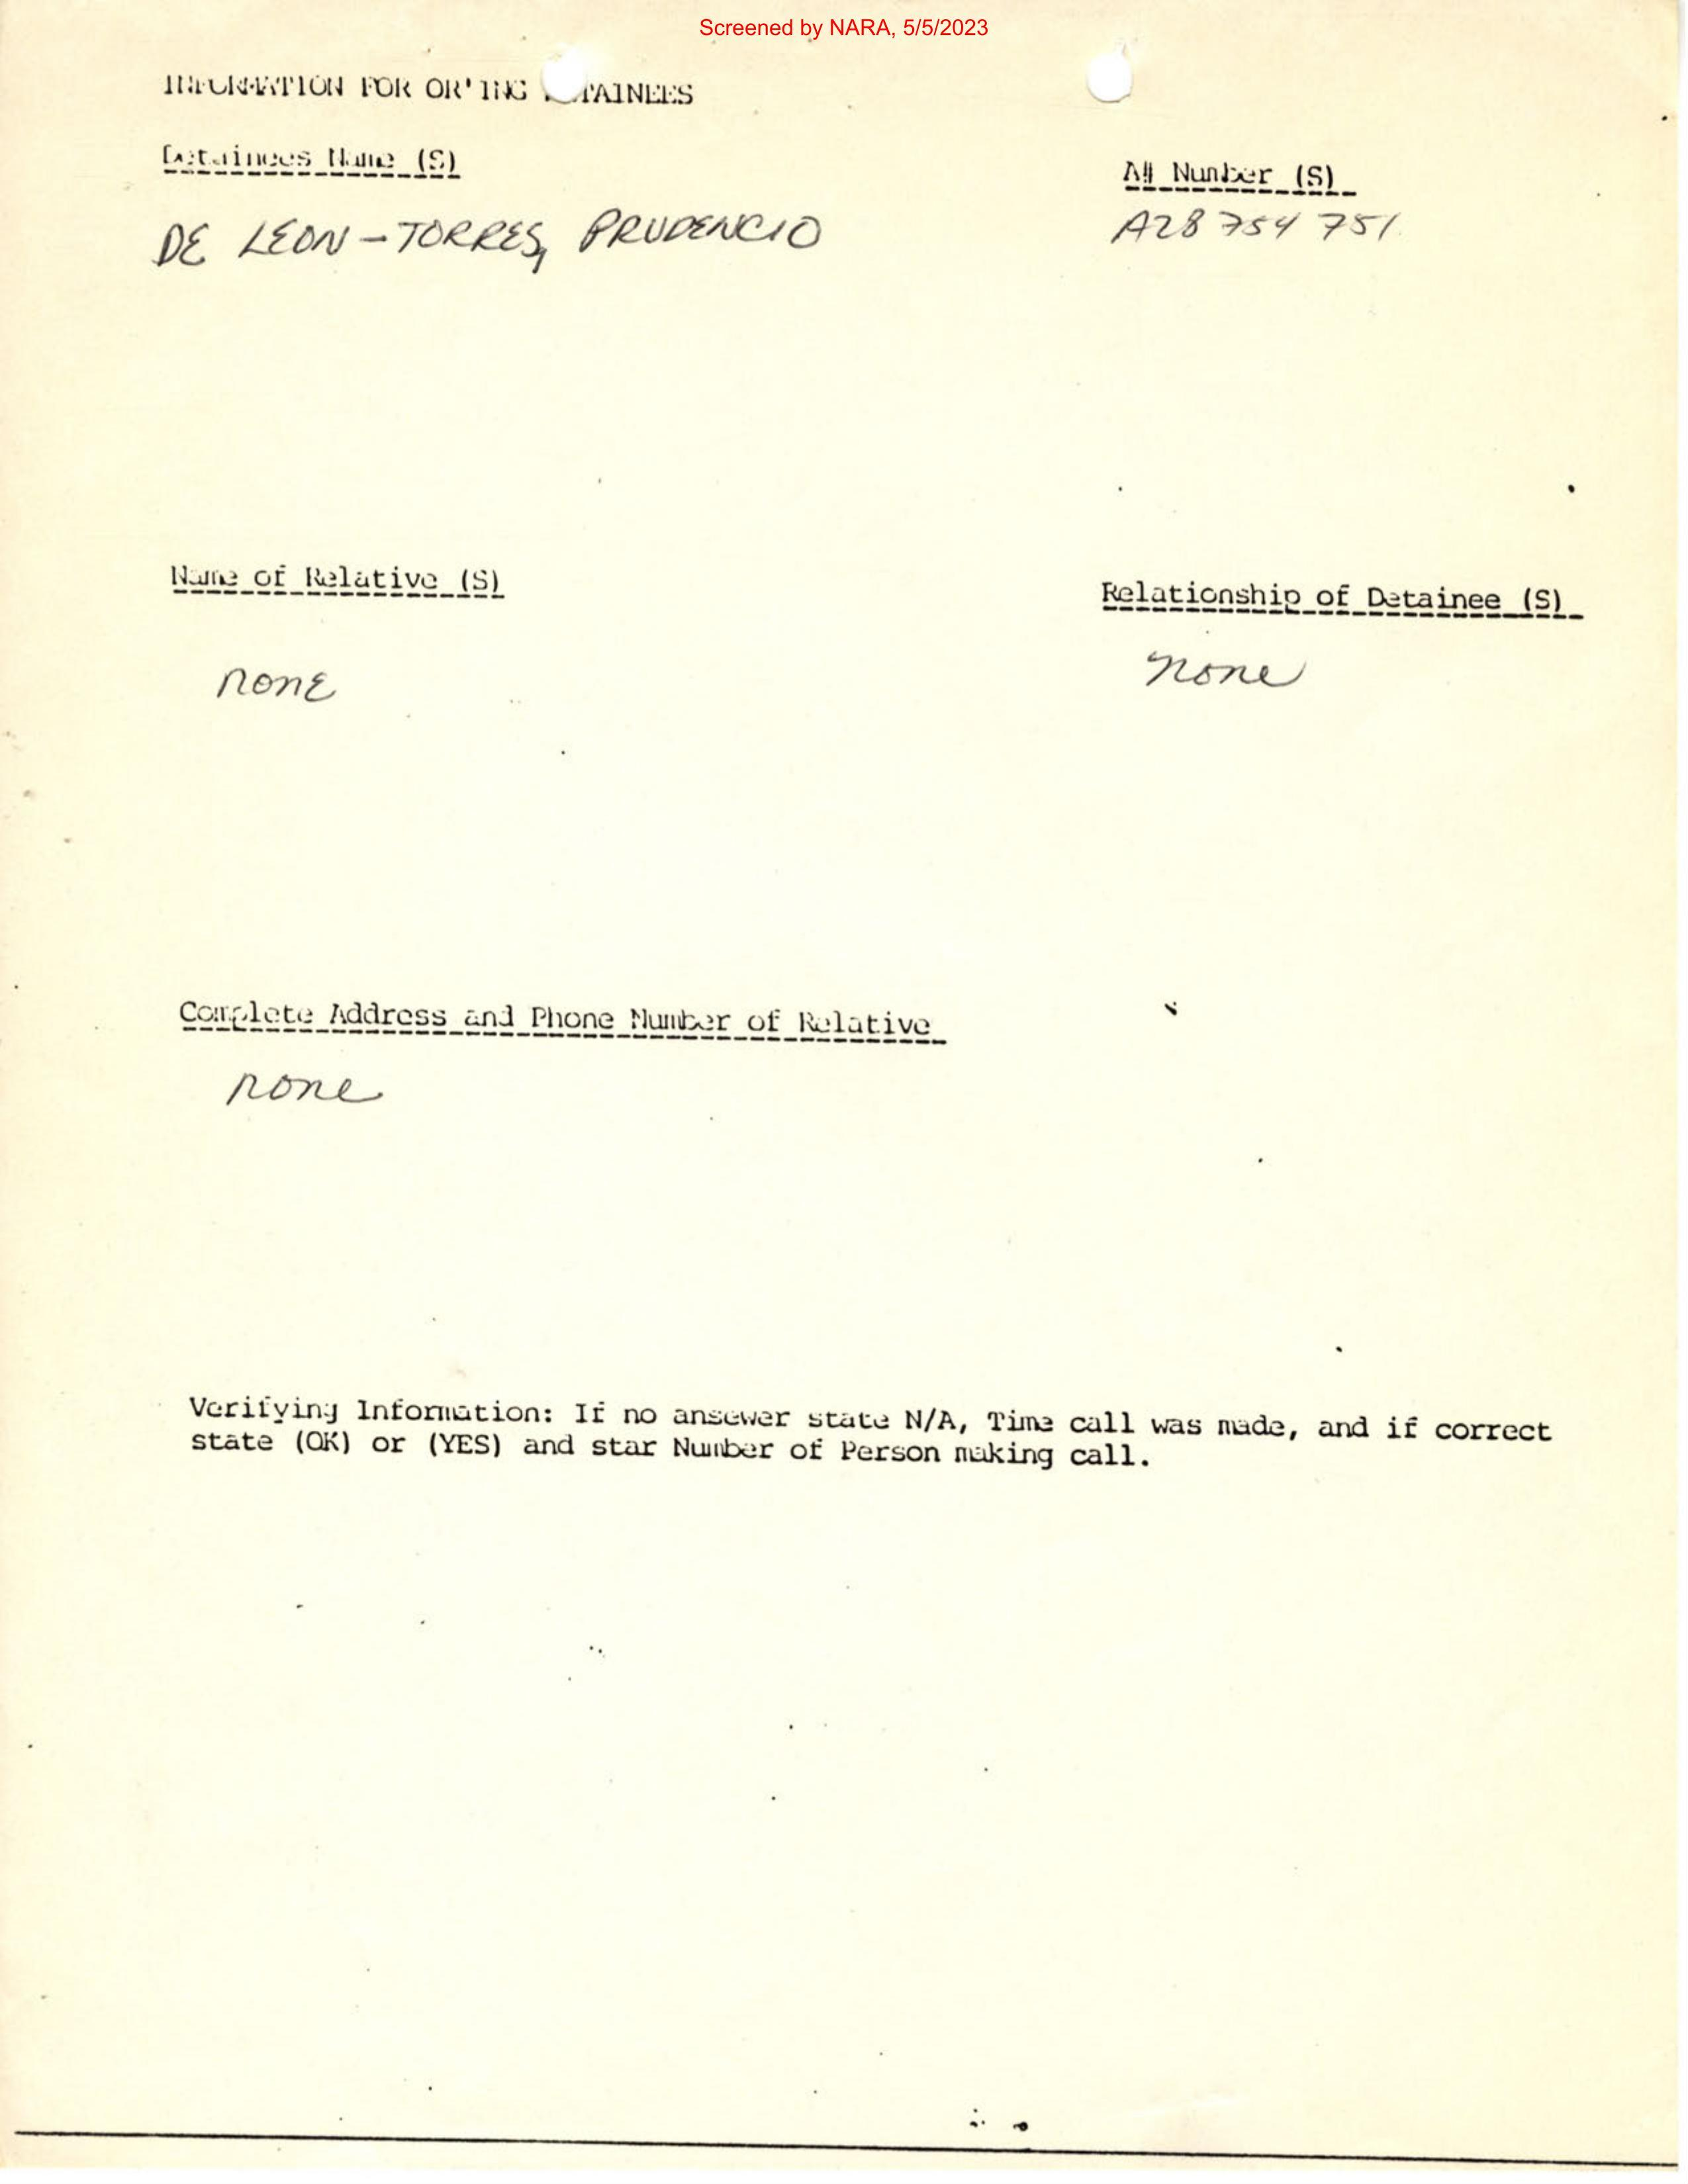 Screened by NARA, 5/5/2023
INFORMATION FOR OR'ING TAINEES
Detainees Name (S)
A# Number (S)
DE LEON-TORRES, PRUDENCIO
A28 754 751
Name of Relative (S)
Relationship of Detainee (S)
none
none
Complete Address and Phone Number of Relative
none
Verifying Information: If no ansewer state N/A, Time call was made, and if correct
state (OK) or (YES) and star Number of Person making call.